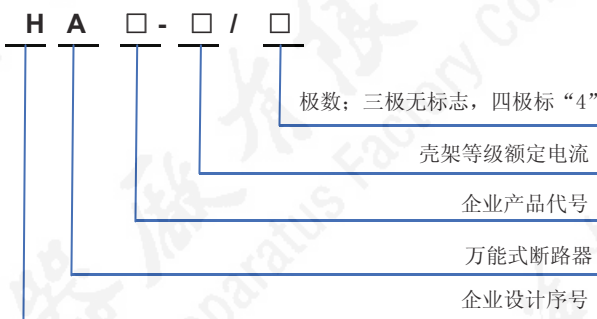 H A □ - □ / □
极数；三极无标志，四极标“4”
壳架等级额定电流
企业产品代号
万能式断路器
企业设计序号